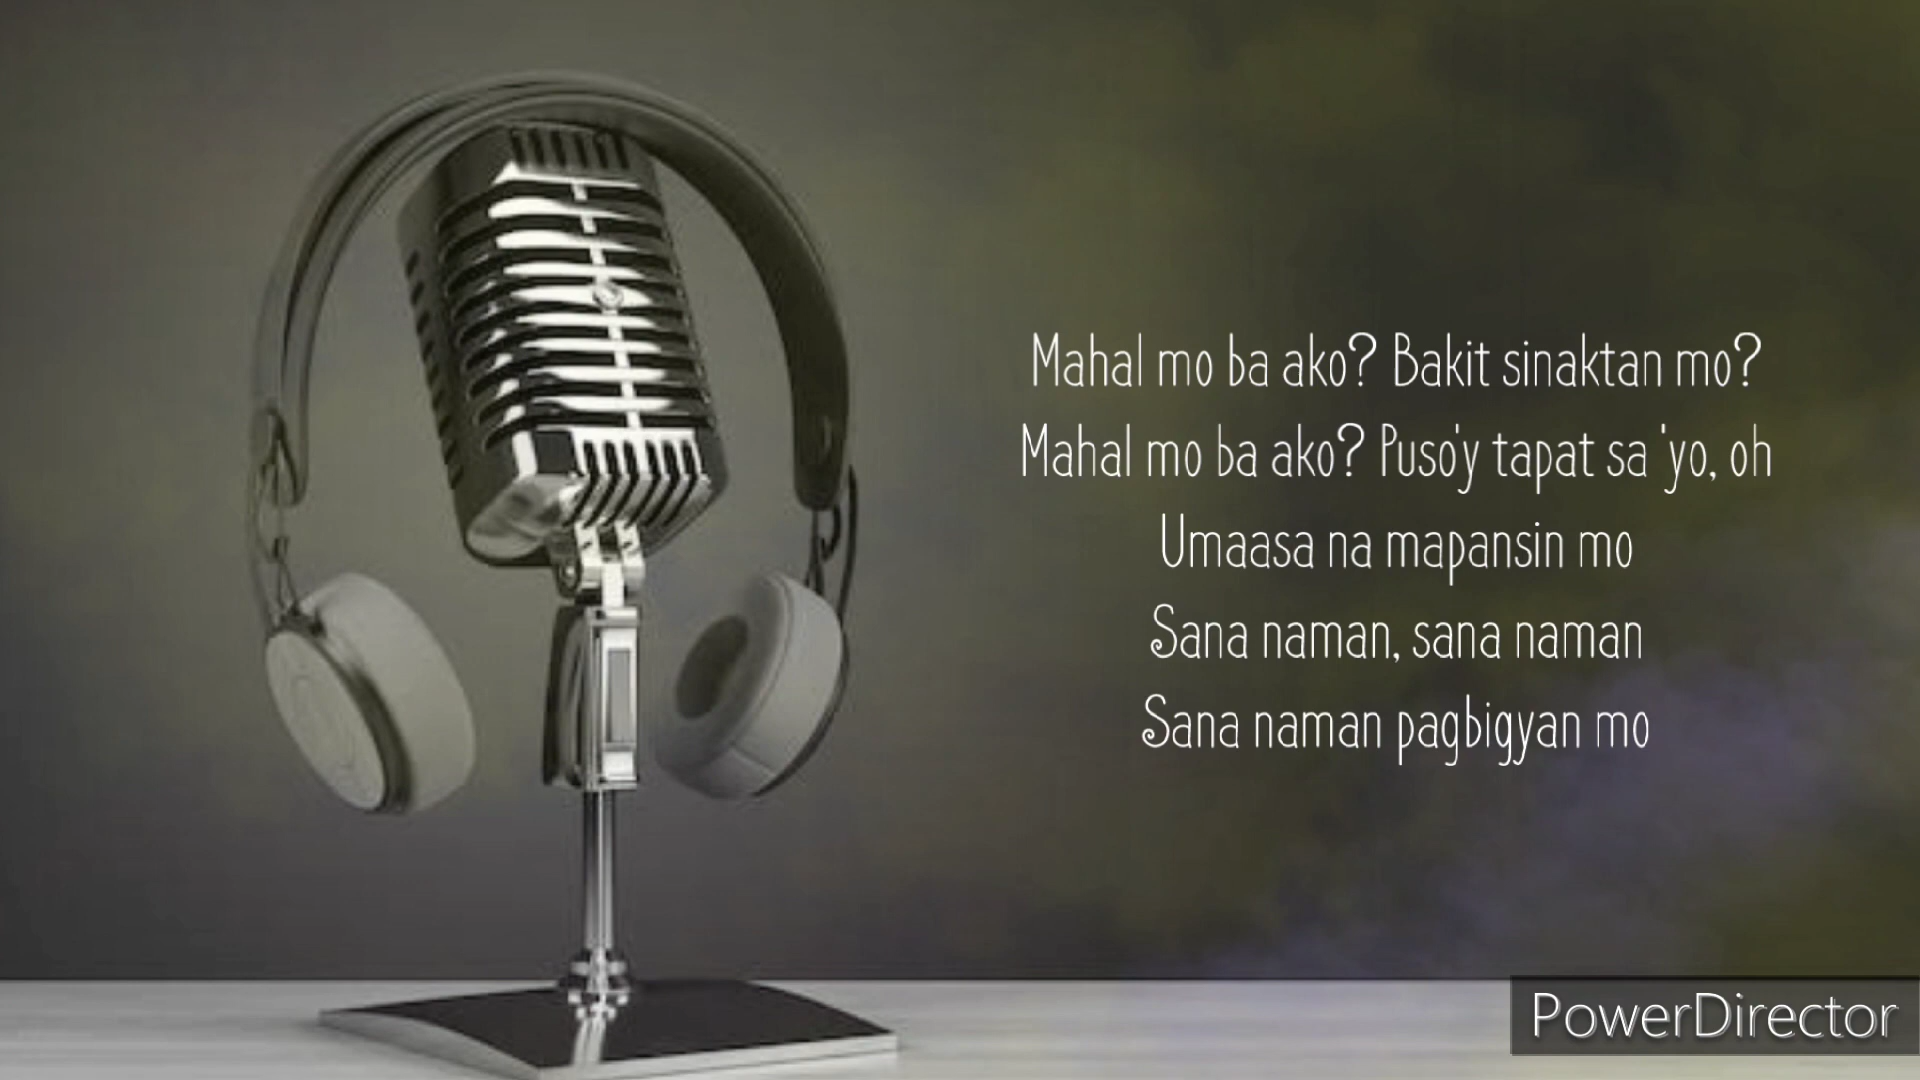 Mahal mo ba ako? Bakit sinaktan mo?
Mahal mo ba ako? Puso'y tapat sa 'yo, oh
Umaasa na mapansin mo
Sana naman, sana naman
Sana naman pagbigyan mo
PowerDirector